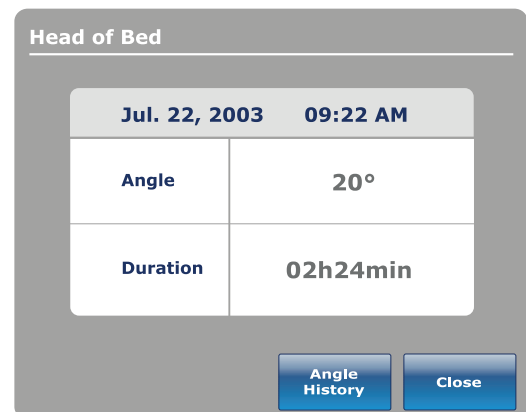 Head of Bed
Jul. 22, 2003 09:22 AM
Angle 20°
Duration 02h24min
Angle
History
Close